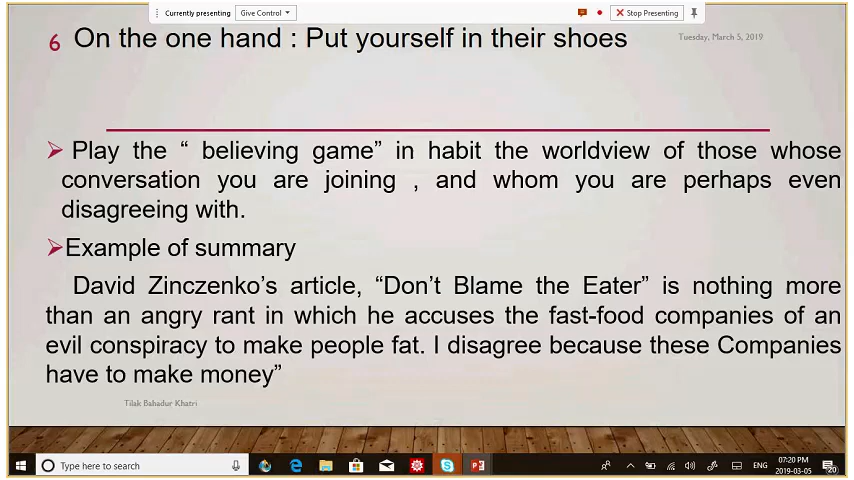 Currently presenting Give Control Stop Presenting
6 On the one hand : Put yourself in their shoes
Tuesday, March 5, 2019
Play the “ believing game” in habit the worldview of those whose
conversation you are joining , and whom you are perhaps even
disagreeing with.
Example of summary
David Zinczenko’s article, “Don’t Blame the Eater” is nothing more
than an angry rant in which he accuses the fast-food companies of an
evil conspiracy to make people fat. I disagree because these Companies
have to make money”
Tilak Bahadur Khatri
Type here to search
ENG
07:20 PM
2019-03-05
20